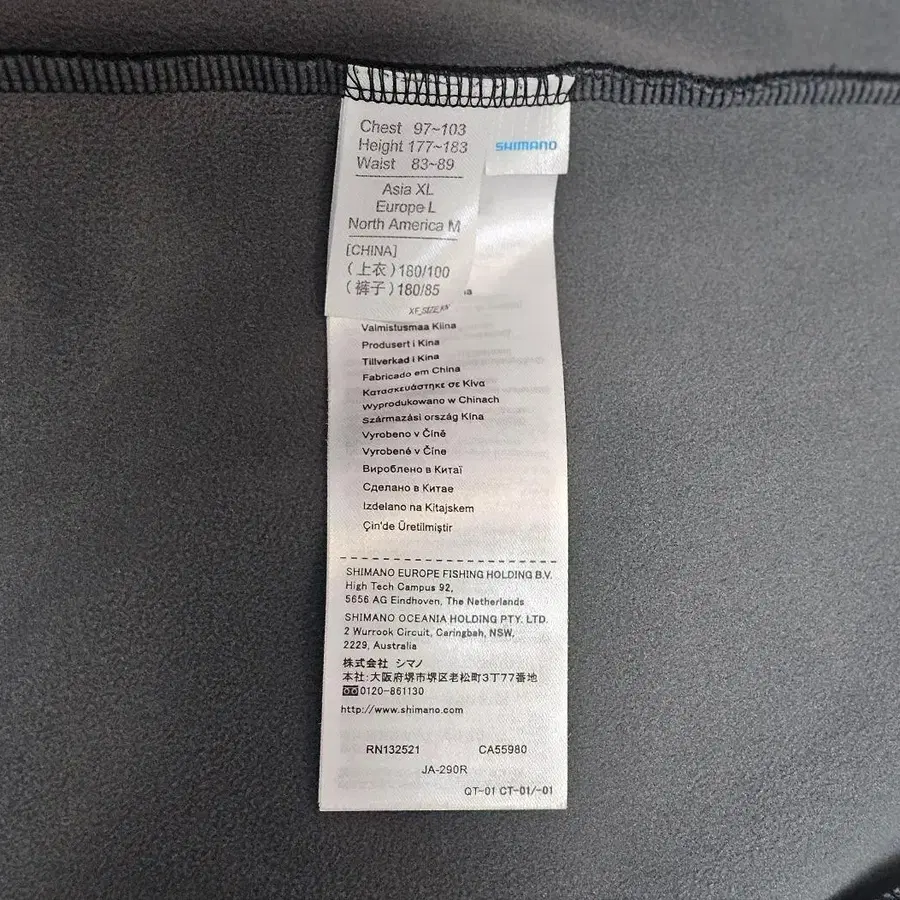 Chest 97~103
Height 177~183
Waist 83~89
Asia XL
Europe L
North America M
[CHINA]
(上衣)180/100
(裤子)180/85
SHIMANO
Valmistusmaa Kiina
Produsert i Kina
Tillverkad i Kina
Fabricado em China
Κατασκευάστηκε σε Κίνα
Wyprodukowano w Chinach
Származási ország Kina
Vyrobeno v Číně
Vyrobené v Číne
Вироблено в Китаї
Сделано в Китае
Izdelano na Kitajskem
Çin'de Üretilmiştir
SHIMANO EUROPE FISHING HOLDING B.V.
High Tech Campus 92,
5656 AG Eindhoven, The Netherlands
SHIMANO OCEANIA HOLDING PTY. LTD.
2 Wurrook Circuit, Caringbah, NSW,
2229, Australia
株式会社 シマノ
本社:大阪府堺市堺区老松町3丁77番地
0120-861130
http://www.shimano.com
RN132521 CA55980
JA-290R
QT-01 CT-01/-01